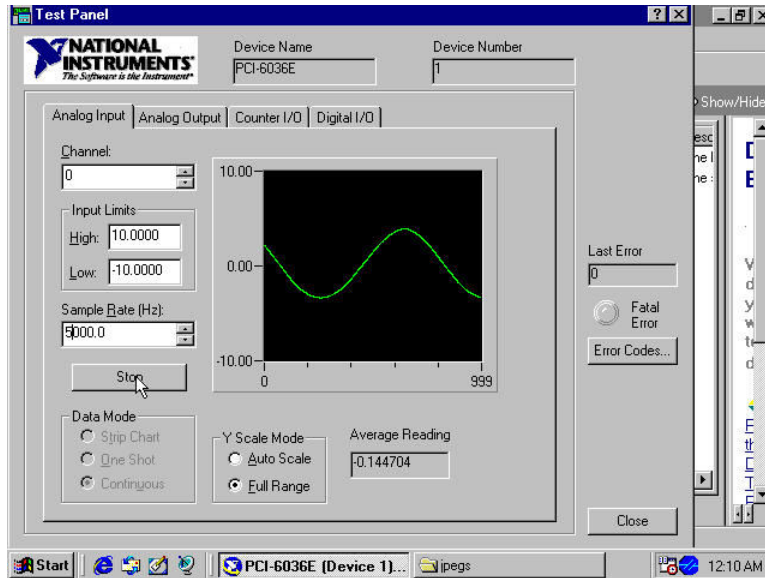 Test Panel
NATIONAL
INSTRUMENTS
The Software is the Instrument
Device Name
PCI-6036E
Device Number
1
Show/Hide
Analog Input
Analog Output
Counter I/O
Digital I/O
Channel:
0
Input Limits
High: 10.0000
Low: -10.0000
Sample Rate (Hz):
5000.0
Stop
10.00
0.00
-10.00
0
999
Data Mode
Strip Chart
One Shot
Continuous
Y Scale Mode
Auto Scale
Full Range
Average Reading
-0.144704
Last Error
0
Fatal
Error
Error Codes...
Close
Start
PCI-6036E (Device 1)...
jpegs
12:10 AM